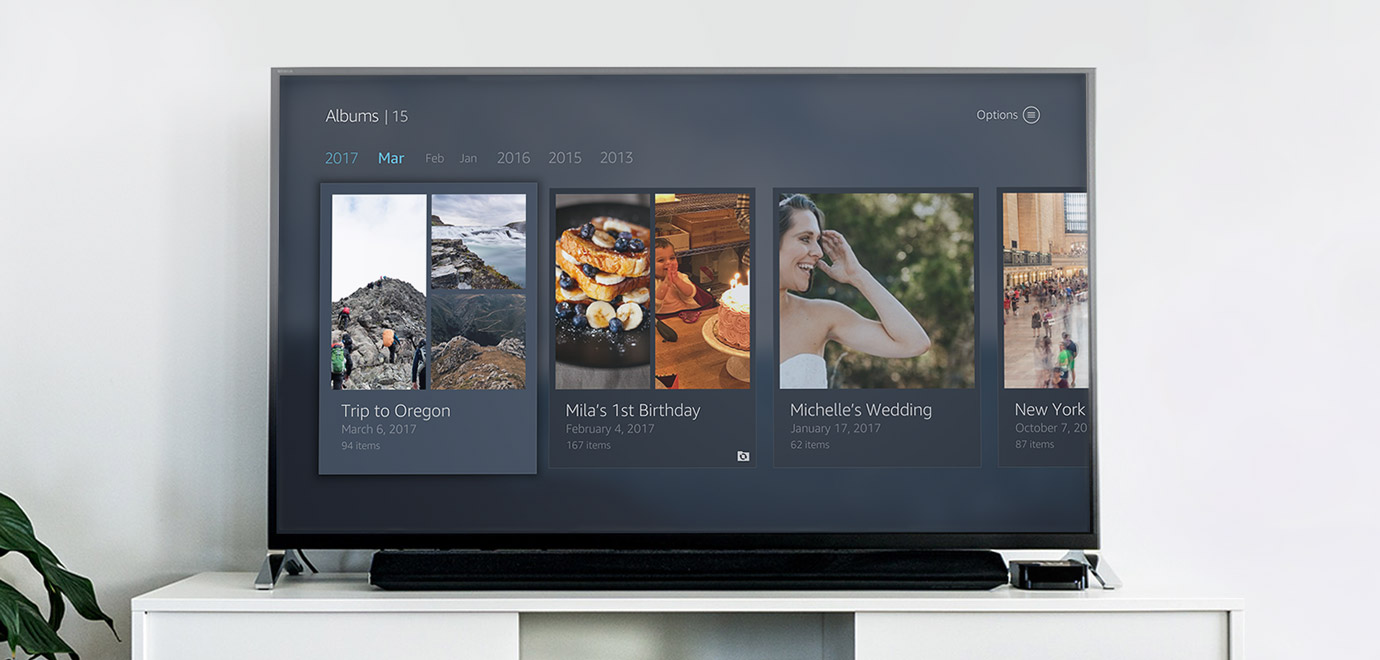 Albums | 15
Options
2017 Mar Feb Jan 2016 2015 2013
Trip to Oregon
March 6, 2017
94 items
Mila's 1st Birthday
February 4, 2017
167 items
Michelle's Wedding
January 17, 2017
62 items
New York
October 7, 20
87 items